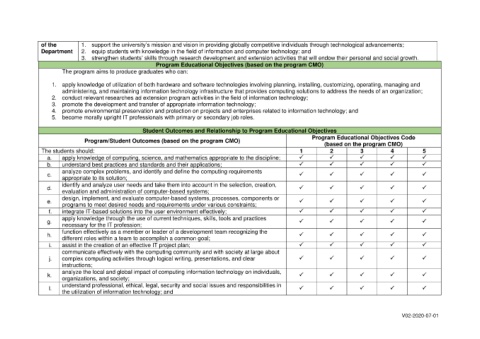 of the Department
1. support the university's mission and vision in providing globally competitive individuals through technological advancements;
2. equip students with knowledge in the field of information and computer technology; and
3. strengthen students' skills through research development and extension activities that will endow their personal and social growth.
Program Educational Objectives (based on the program CMO)
The program aims to produce graduates who can:
1. apply knowledge of utilization of both hardware and software technologies involving planning, installing, customizing, operating, managing and
administering, and maintaining information technology infrastructure that provides computing solutions to address the needs of an organization;
2. conduct relevant researches ad extension program activities in the field of information technology;
3. promote the development and transfer of appropriate information technology;
4. promote environmental preservation and protection on projects and enterprises related to information technology; and
5. become morally upright IT professionals with primary or secondary job roles.
Student Outcomes and Relationship to Program Educational Objectives
Program/Student Outcomes (based on the program CMO)
Program Educational Objectives Code
(based on the program CMO)
The students should: 1 2 3 4 5
a. apply knowledge of computing, science, and mathematics appropriate to the discipline; ✓ ✓ ✓ ✓ ✓
b. understand best practices and standards and their applications; ✓ ✓ ✓ ✓ ✓
c. analyze complex problems, and identify and define the computing requirements
appropriate to its solution; ✓ ✓ ✓ ✓ ✓
d. identify and analyze user needs and take them into account in the selection, creation,
evaluation and administration of computer-based systems; ✓ ✓ ✓ ✓ ✓
e. design, implement, and evaluate computer-based systems, processes, components or
programs to meet desired needs and requirements under various constraints; ✓ ✓ ✓ ✓ ✓
f. integrate IT-based solutions into the user environment effectively; ✓ ✓ ✓ ✓ ✓
g. apply knowledge through the use of current techniques, skills, tools and practices
necessary for the IT profession; ✓ ✓ ✓ ✓ ✓
h. function effectively as a member or leader of a development team recognizing the
different roles within a team to accomplish a common goal; ✓ ✓ ✓ ✓ ✓
i. assist in the creation of an effective IT project plan; ✓ ✓ ✓ ✓ ✓
j. communicate effectively with the computing community and with society at large about
complex computing activities through logical writing, presentations, and clear
instructions; ✓ ✓ ✓ ✓ ✓
k. analyze the local and global impact of computing information technology on individuals,
organizations, and society; ✓ ✓ ✓ ✓ ✓
l. understand professional, ethical, legal, security and social issues and responsibilities in
the utilization of information technology; and ✓ ✓ ✓ ✓ ✓
V02-2020-07-01